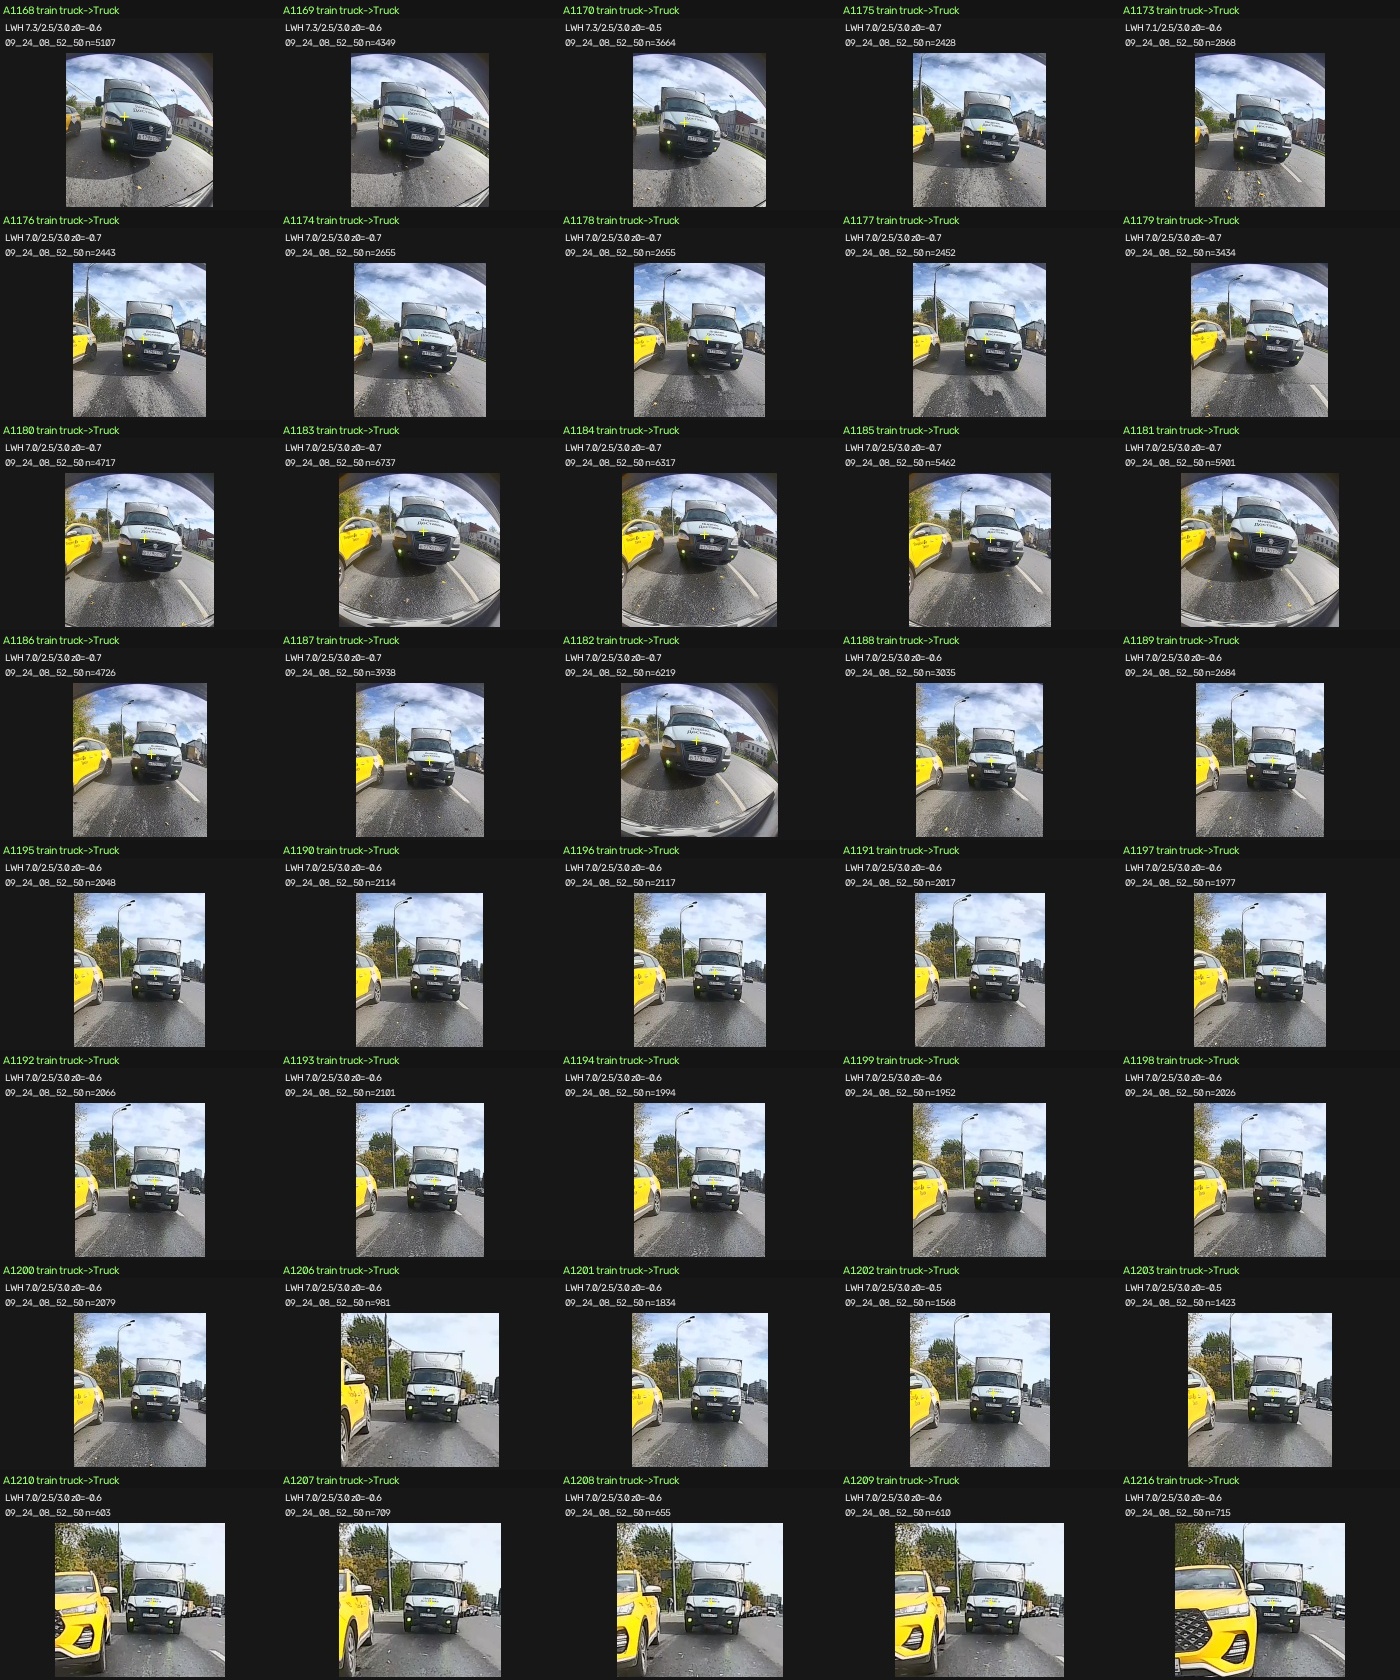 A1168 train truck->Truck
LWH 7.3/2.5/3.0 z0=-0.6
09_24_08_52_50 n=5107
A1169 train truck->Truck
LWH 7.3/2.5/3.0 z0=-0.6
09_24_08_52_50 n=4349
A1170 train truck->Truck
LWH 7.3/2.5/3.0 z0=-0.5
09_24_08_52_50 n=3664
A1175 train truck->Truck
LWH 7.0/2.5/3.0 z0=-0.7
09_24_08_52_50 n=2428
A1173 train truck->Truck
LWH 7.1/2.5/3.0 z0=-0.6
09_24_08_52_50 n=2868
A1176 train truck->Truck
LWH 7.0/2.5/3.0 z0=-0.7
09_24_08_52_50 n=2443
A1174 train truck->Truck
LWH 7.0/2.5/3.0 z0=-0.7
09_24_08_52_50 n=2655
A1178 train truck->Truck
LWH 7.0/2.5/3.0 z0=-0.7
09_24_08_52_50 n=2655
A1177 train truck->Truck
LWH 7.0/2.5/3.0 z0=-0.7
09_24_08_52_50 n=2452
A1179 train truck->Truck
LWH 7.0/2.5/3.0 z0=-0.7
09_24_08_52_50 n=3434
A1180 train truck->Truck
LWH 7.0/2.5/3.0 z0=-0.7
09_24_08_52_50 n=4717
A1183 train truck->Truck
LWH 7.0/2.5/3.0 z0=-0.7
09_24_08_52_50 n=6737
A1184 train truck->Truck
LWH 7.0/2.5/3.0 z0=-0.7
09_24_08_52_50 n=6317
A1185 train truck->Truck
LWH 7.0/2.5/3.0 z0=-0.7
09_24_08_52_50 n=5462
A1181 train truck->Truck
LWH 7.0/2.5/3.0 z0=-0.7
09_24_08_52_50 n=5901
A1186 train truck->Truck
LWH 7.0/2.5/3.0 z0=-0.7
09_24_08_52_50 n=4726
A1187 train truck->Truck
LWH 7.0/2.5/3.0 z0=-0.7
09_24_08_52_50 n=3938
A1182 train truck->Truck
LWH 7.0/2.5/3.0 z0=-0.7
09_24_08_52_50 n=6219
A1188 train truck->Truck
LWH 7.0/2.5/3.0 z0=-0.6
09_24_08_52_50 n=3035
A1189 train truck->Truck
LWH 7.0/2.5/3.0 z0=-0.6
09_24_08_52_50 n=2684
A1195 train truck->Truck
LWH 7.0/2.5/3.0 z0=-0.6
09_24_08_52_50 n=2048
A1190 train truck->Truck
LWH 7.0/2.5/3.0 z0=-0.6
09_24_08_52_50 n=2114
A1196 train truck->Truck
LWH 7.0/2.5/3.0 z0=-0.6
09_24_08_52_50 n=2117
A1191 train truck->Truck
LWH 7.0/2.5/3.0 z0=-0.6
09_24_08_52_50 n=2017
A1197 train truck->Truck
LWH 7.0/2.5/3.0 z0=-0.6
09_24_08_52_50 n=1977
A1192 train truck->Truck
LWH 7.0/2.5/3.0 z0=-0.6
09_24_08_52_50 n=2066
A1193 train truck->Truck
LWH 7.0/2.5/3.0 z0=-0.6
09_24_08_52_50 n=2101
A1194 train truck->Truck
LWH 7.0/2.5/3.0 z0=-0.6
09_24_08_52_50 n=1994
A1199 train truck->Truck
LWH 7.0/2.5/3.0 z0=-0.6
09_24_08_52_50 n=1952
A1198 train truck->Truck
LWH 7.0/2.5/3.0 z0=-0.6
09_24_08_52_50 n=2026
A1200 train truck->Truck
LWH 7.0/2.5/3.0 z0=-0.6
09_24_08_52_50 n=2079
A1206 train truck->Truck
LWH 7.0/2.5/3.0 z0=-0.6
09_24_08_52_50 n=981
A1201 train truck->Truck
LWH 7.0/2.5/3.0 z0=-0.6
09_24_08_52_50 n=1834
A1202 train truck->Truck
LWH 7.0/2.5/3.0 z0=-0.5
09_24_08_52_50 n=1568
A1203 train truck->Truck
LWH 7.0/2.5/3.0 z0=-0.5
09_24_08_52_50 n=1423
A1210 train truck->Truck
LWH 7.0/2.5/3.0 z0=-0.6
09_24_08_52_50 n=603
A1207 train truck->Truck
LWH 7.0/2.5/3.0 z0=-0.6
09_24_08_52_50 n=709
A1208 train truck->Truck
LWH 7.0/2.5/3.0 z0=-0.6
09_24_08_52_50 n=655
A1209 train truck->Truck
LWH 7.0/2.5/3.0 z0=-0.6
09_24_08_52_50 n=610
A1216 train truck->Truck
LWH 7.0/2.5/3.0 z0=-0.6
09_24_08_52_50 n=715